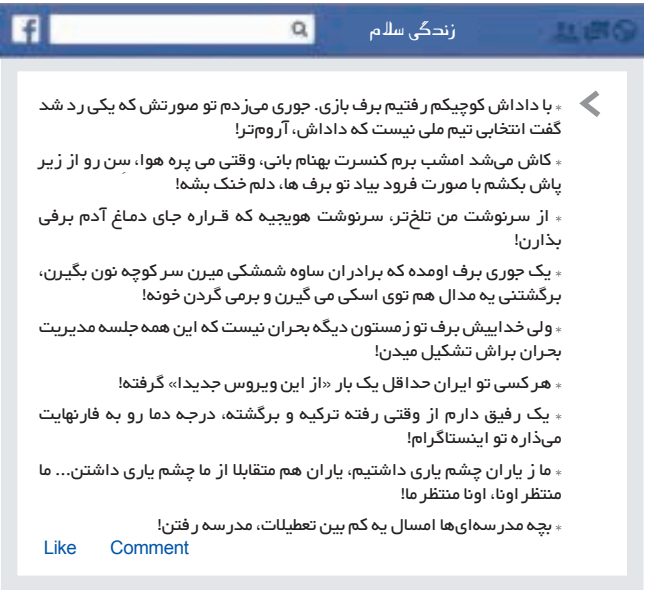 f
زندگی سلام
* با داداش کوچیکم رفتیم برف بازی. جوری می‌زدم تو صورتش که یکی رد شد
گفت انتخابی تیم ملی نیست که داداش، آروم‌تر!
* کاش می‌شد امشب برم کنسرت بهنام بانی، وقتی می پره هوا، سِن رو از زیر
پاش بکشم با صورت فرود بیاد تو برف ها، دلم خنک بشه!
* از سرنوشت من تلخ‌تر، سرنوشت هویجیه که قـراره جای دماغ آدم برفی
بذارن!
* یک جوری برف اومده که برادران ساوه شمشکی میرن سر کوچه نون بگیرن،
برگشتنی یه مدال هم توی اسکی می گیرن و برمی گردن خونه!
* ولی خداییش برف تو زمستون دیگه بحران نیست که این همه جلسه مدیریت
بحران براش تشکیل میدن!
* هرکسی تو ایران حداقل یک بار «از این ویروس جدیدا» گرفته!
* یک رفیق دارم از وقتی رفته ترکیه و برگشته، درجه دما رو به فارنهایت
می‌ذاره تو اینستاگرام!
* ما ز یاران چشم یاری داشتیم، یاران هم متقابلا از ما چشم یاری داشتن... ما
منتظر اونا، اونا منتظر ما!
* بچه مدرسه‌ای‌ها امسال یه کم بین تعطیلات، مدرسه رفتن!
Like Comment